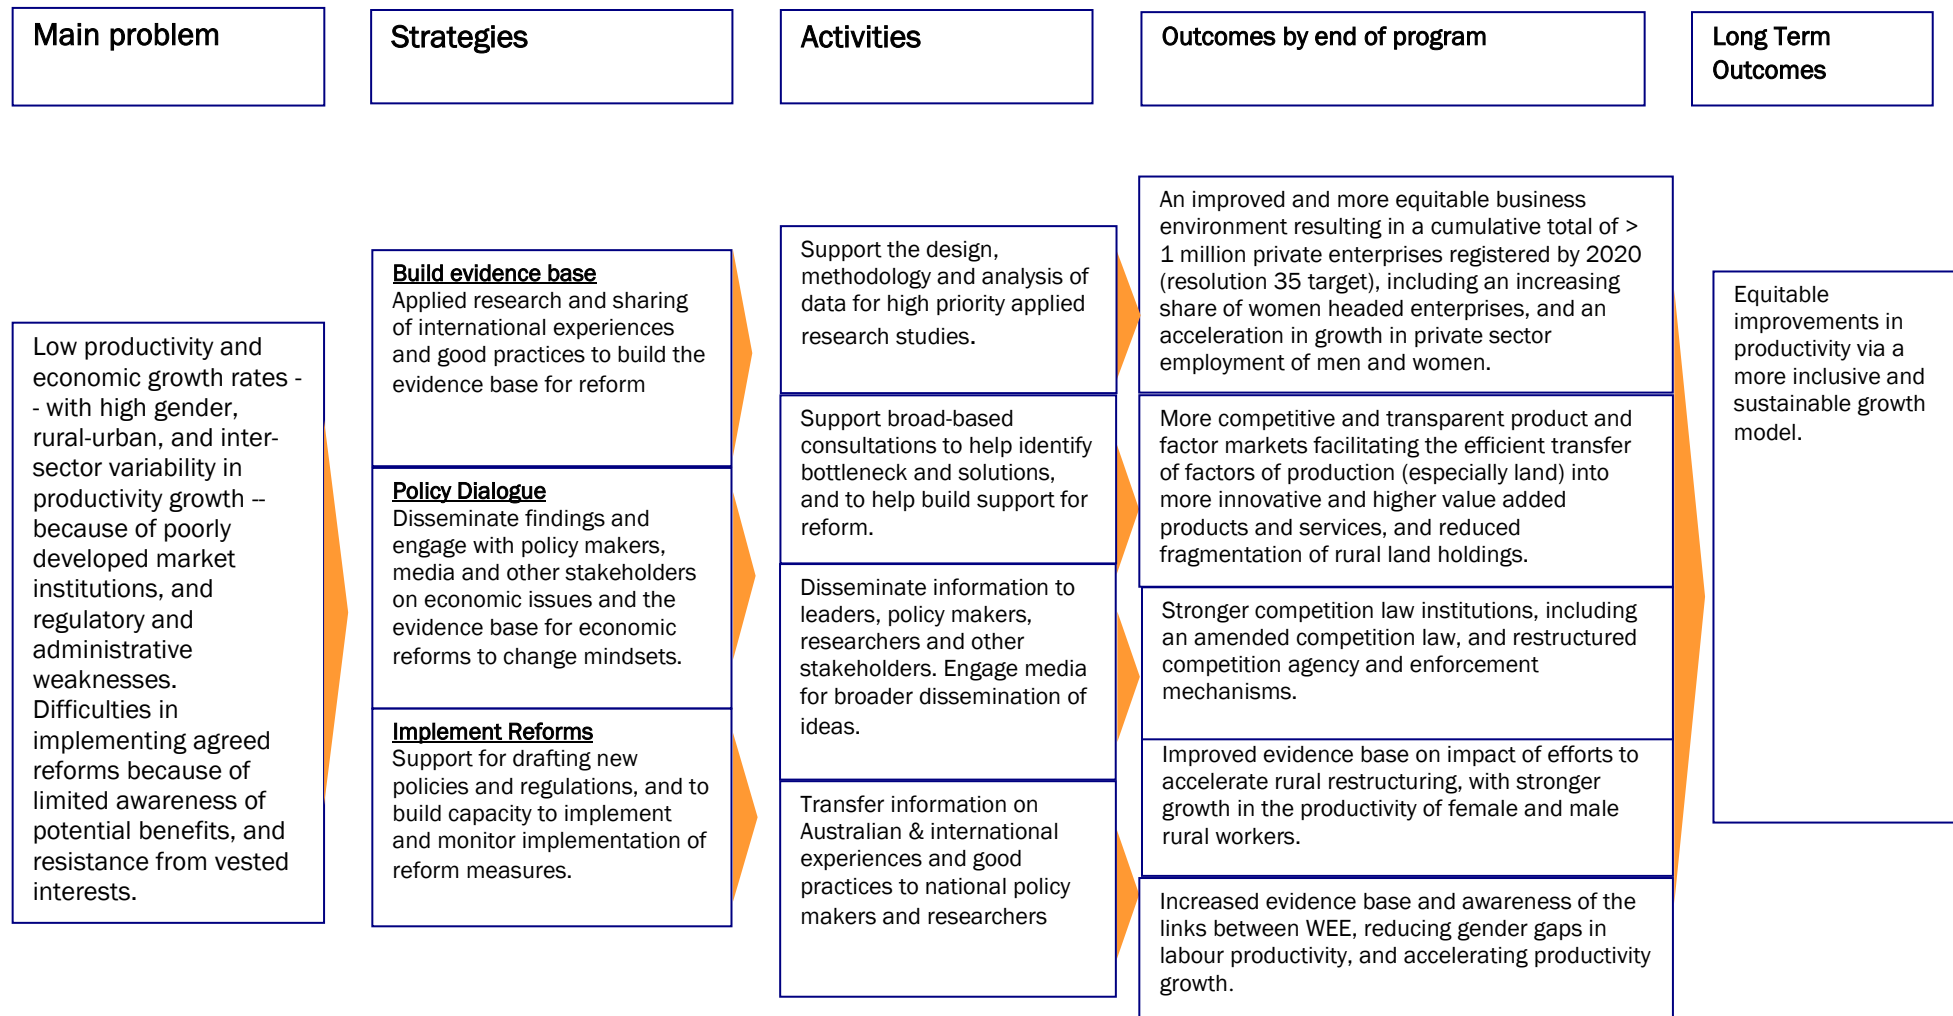 Main problem
Strategies
Activities
Outcomes by end of program
Long Term
Outcomes
Low productivity and
economic growth rates -
- with high gender,
rural-urban, and inter-
sector variability in
productivity growth --
because of poorly
developed market
institutions, and
regulatory and
administrative
weaknesses.
Difficulties in
implementing agreed
reforms because of
limited awareness of
potential benefits, and
resistance from vested
interests.
Build evidence base
Applied research and sharing
of international experiences
and good practices to build the
evidence base for reform
Policy Dialogue
Disseminate findings and
engage with policy makers,
media and other stakeholders
on economic issues and the
evidence base for economic
reforms to change mindsets.
Implement Reforms
Support for drafting new
policies and regulations, and to
build capacity to implement
and monitor implementation of
reform measures.
Support the design,
methodology and analysis of
data for high priority applied
research studies.
Support broad-based
consultations to help identify
bottleneck and solutions,
and to help build support for
reform.
Disseminate information to
leaders, policy makers,
researchers and other
stakeholders. Engage media
for broader dissemination of
ideas.
Transfer information on
Australian & international
experiences and good
practices to national policy
makers and researchers
An improved and more equitable business
environment resulting in a cumulative total of >
1 million private enterprises registered by 2020
(resolution 35 target), including an increasing
share of women headed enterprises, and an
acceleration in growth in private sector
employment of men and women.
More competitive and transparent product and
factor markets facilitating the efficient transfer
of factors of production (especially land) into
more innovative and higher value added
products and services, and reduced
fragmentation of rural land holdings.
Stronger competition law institutions, including
an amended competition law, and restructured
competition agency and enforcement
mechanisms.
Improved evidence base on impact of efforts to
accelerate rural restructuring, with stronger
growth in the productivity of female and male
rural workers.
Increased evidence base and awareness of the
links between WEE, reducing gender gaps in
labour productivity, and accelerating productivity
growth.
Equitable
improvements in
productivity via a
more inclusive and
sustainable growth
model.